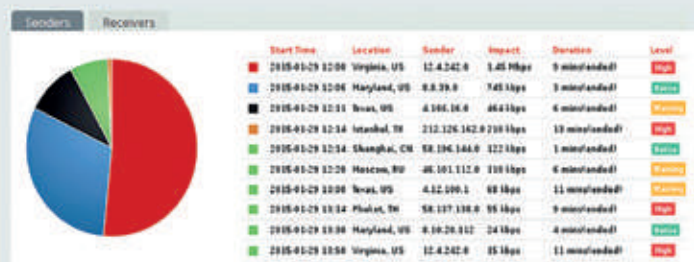 Senders Receivers
Start Time Location Sender Impact Duration Level
2015-01-29 12:00 Virginia, US 12.4.242.0 1.45 Mbps 9 mins(ended) High
2015-01-29 12:06 Maryland, US 8.8.39.0 745 kbps 3 mins(ended) Notice
2015-01-29 12:11 Texas, US 4.166.16.0 464 kbps 6 mins(ended) Warning
2015-01-29 12:14 Istanbul, TR 212.126.162.0 210 kbps 13 mins(ended) High
2015-01-29 12:14 Shanghai, CN 58.196.144.0 122 kbps 1 mins(ended) Notice
2015-01-29 12:20 Moscow, RU 46.101.112.0 110 kbps 6 mins(ended) Warning
2015-01-29 13:00 Texas, US 4.12.100.1 68 kbps 11 mins(ended) Warning
2015-01-29 13:14 Phuket, TH 58.137.138.0 55 kbps 9 mins(ended) High
2015-01-29 13:30 Maryland, US 8.10.20.112 24 kbps 4 mins(ended) Notice
2015-01-29 13:50 Virginia, US 12.4.242.0 15 kbps 11 mins(ended) High